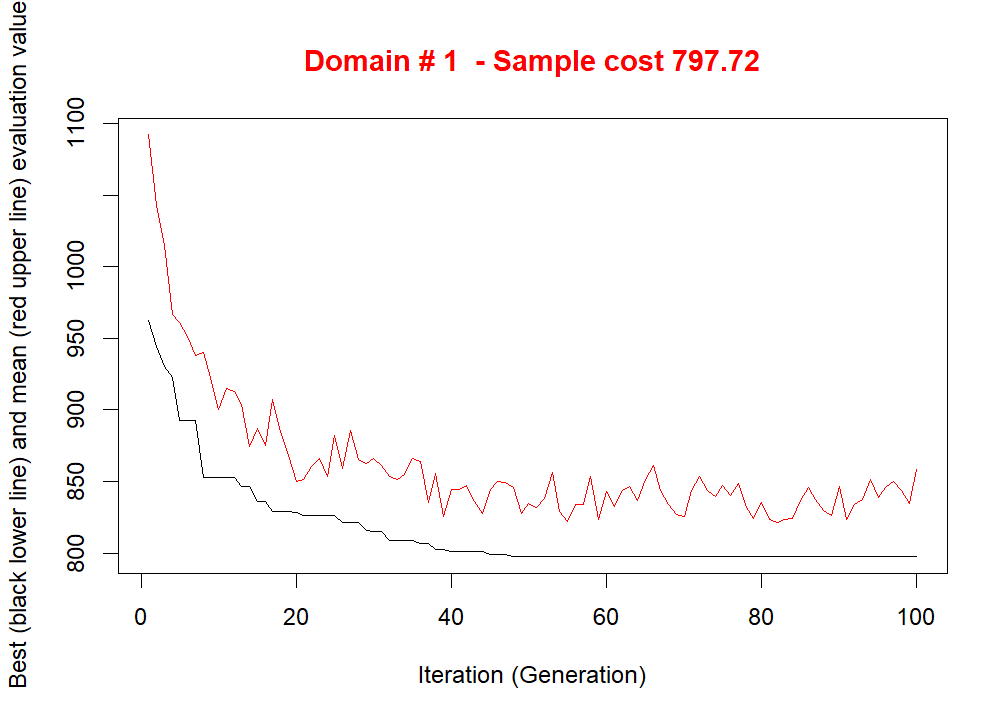 Domain # 1  - Sample cost 797.72
Best (black lower line) and mean (red upper line) evaluation value
1100
1000
950
900
850
800
0 20 40 60 80 100
Iteration (Generation)